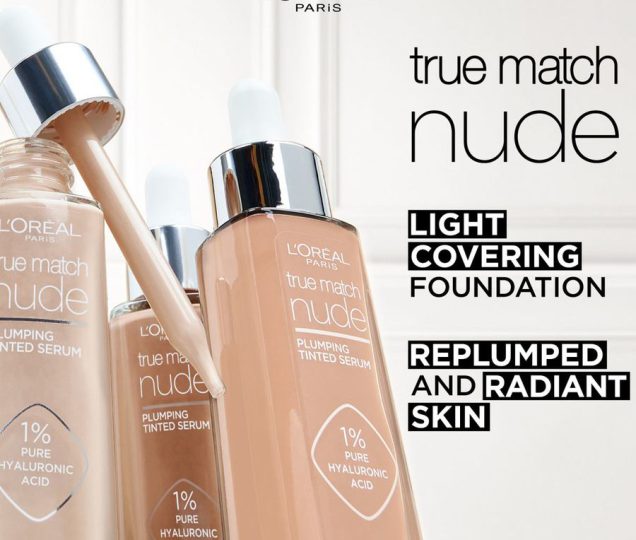 PARiS
true match
nude
LIGHT
COVERING
FOUNDATION
REPLUMPED
AND RADIANT
SKIN
L'ORÉAL
PARIS
true match
nude
PLUMPING
TINTED SERUM
1%
PURE
HYALURONIC
ACID
true match
nude
PLUMPING
TINTED SERUM
1%
PURE
HYALURONIC
L'ORÉAL
PARIS
true match
nude
PLUMPING
TINTED SERUM
1%
PURE
HYALURONIC
ACID